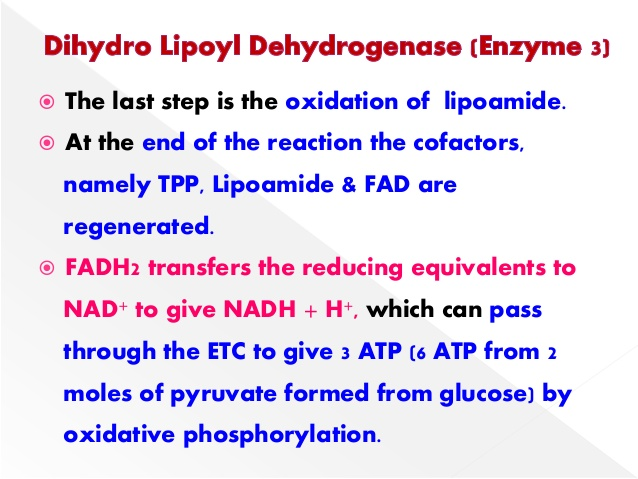 Dihydro Lipoyl Dehydrogenase (Enzyme 3)
The last step is the oxidation of lipoamide.
At the end of the reaction the cofactors,
namely TPP, Lipoamide & FAD are
regenerated.
FADH2 transfers the reducing equivalents to
NAD⁺ to give NADH + H⁺, which can pass
through the ETC to give 3 ATP (6 ATP from 2
moles of pyruvate formed from glucose) by
oxidative phosphorylation.